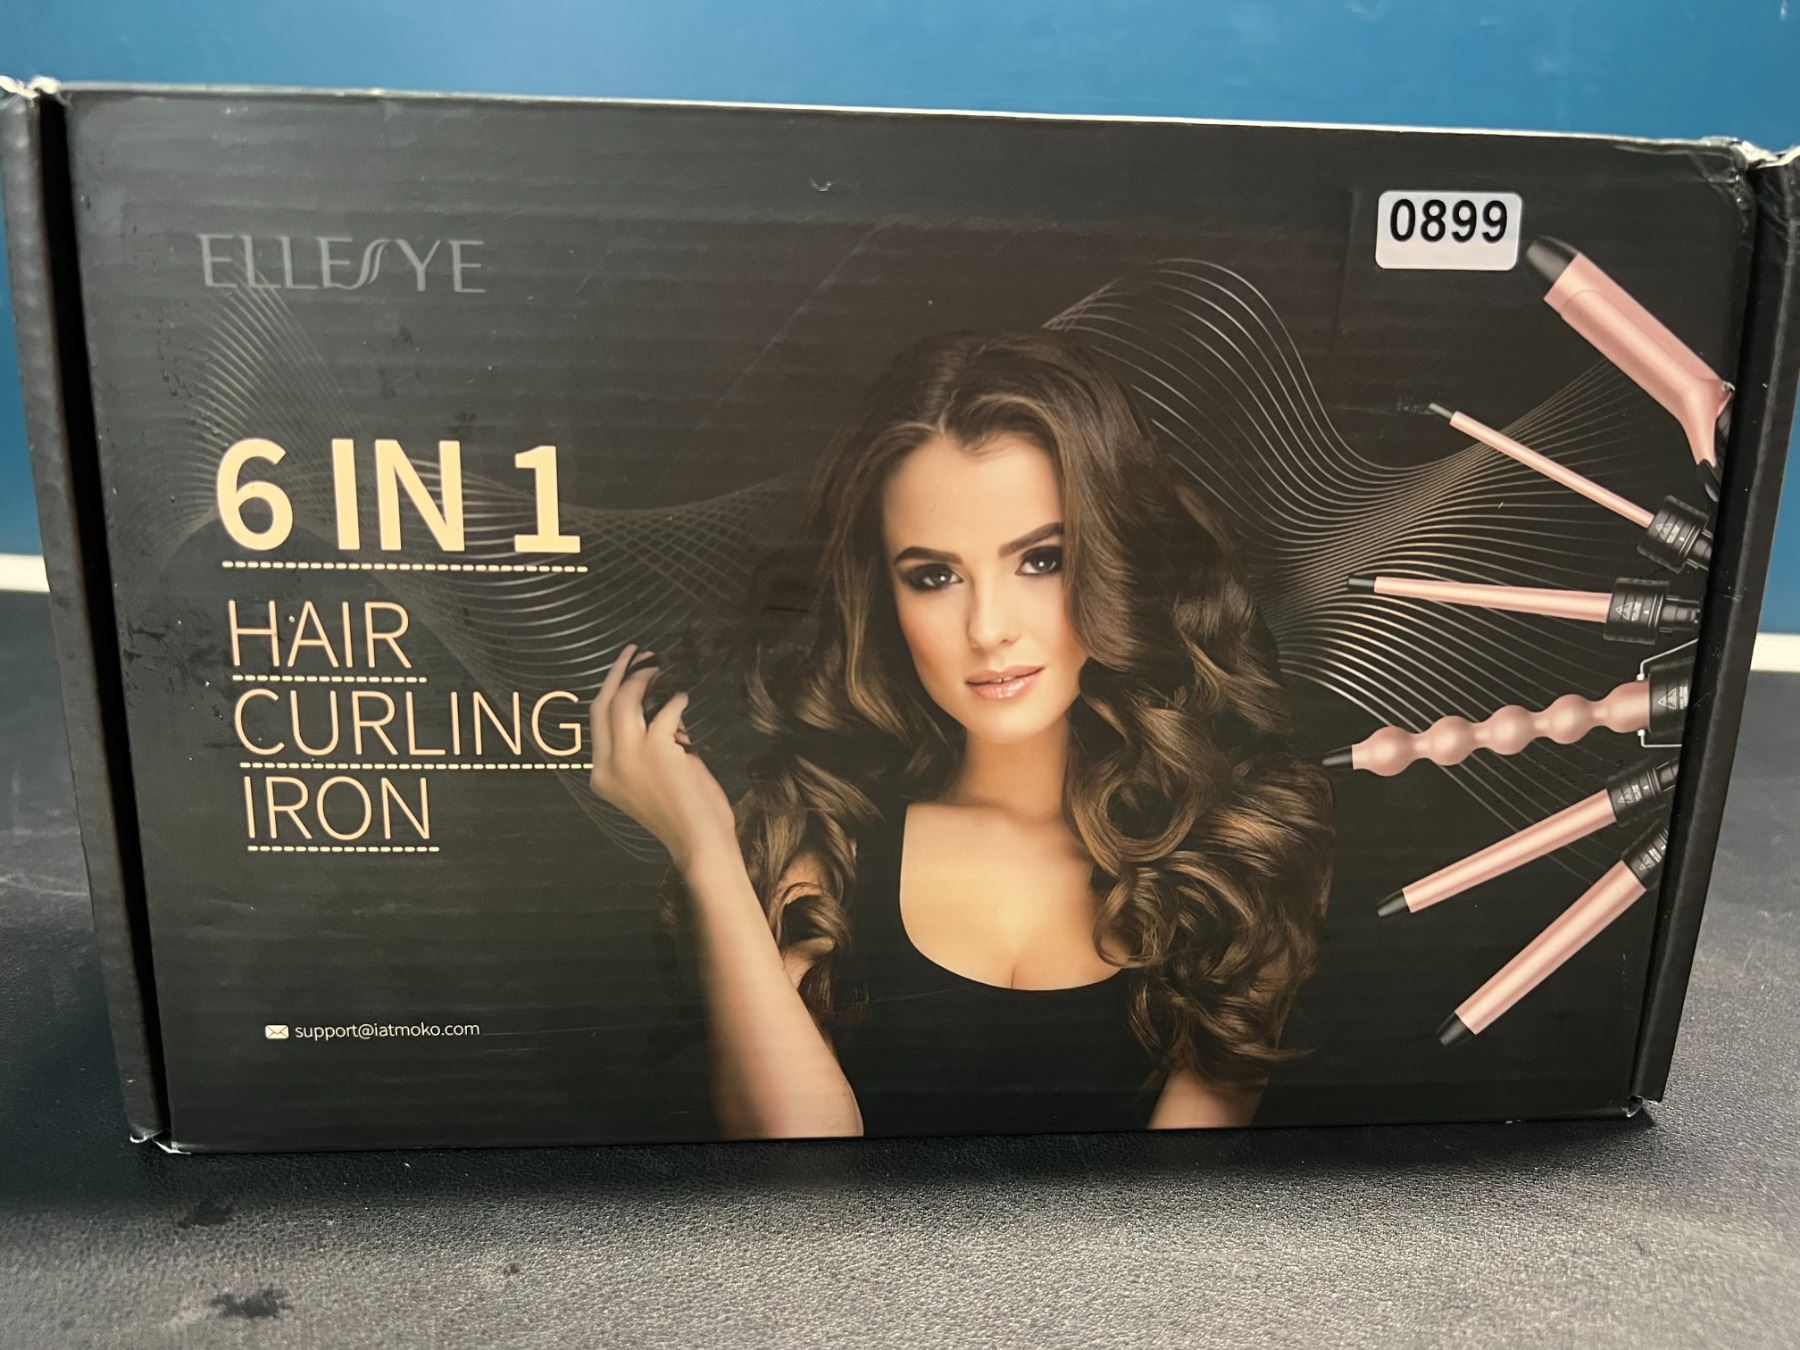 ELLESYE
0899
6 IN 1
HAIR
CURLING
IRON
support@iatmoko.com